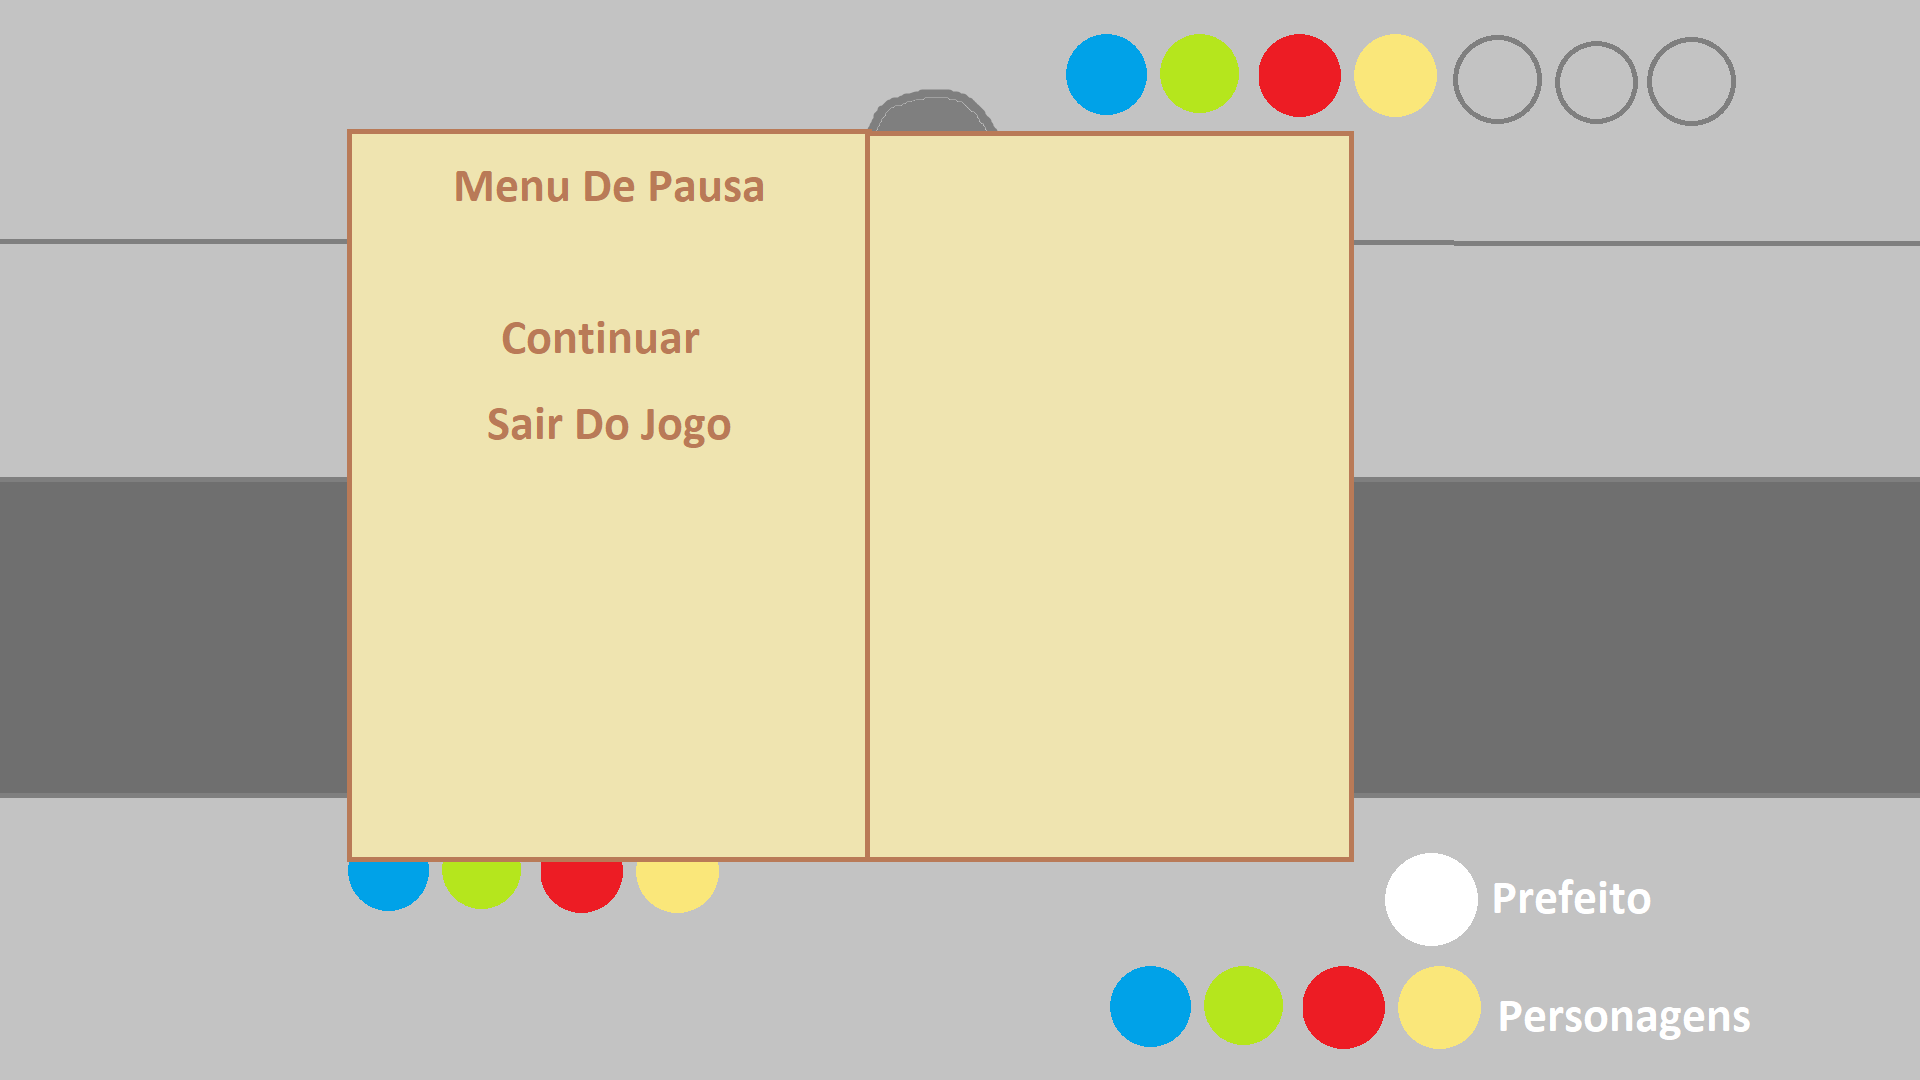 Menu De Pausa
Continuar
Sair Do Jogo
Prefeito
Personagens